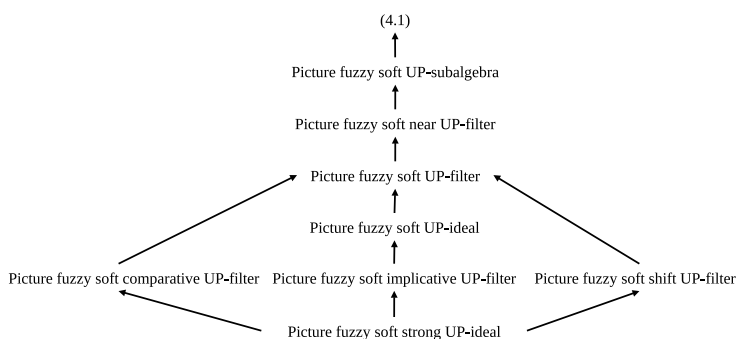 (4.1)
Picture fuzzy soft UP-subalgebra
Picture fuzzy soft near UP-filter
Picture fuzzy soft UP-filter
Picture fuzzy soft UP-ideal
Picture fuzzy soft comparative UP-filter
Picture fuzzy soft implicative UP-filter
Picture fuzzy soft shift UP-filter
Picture fuzzy soft strong UP-ideal